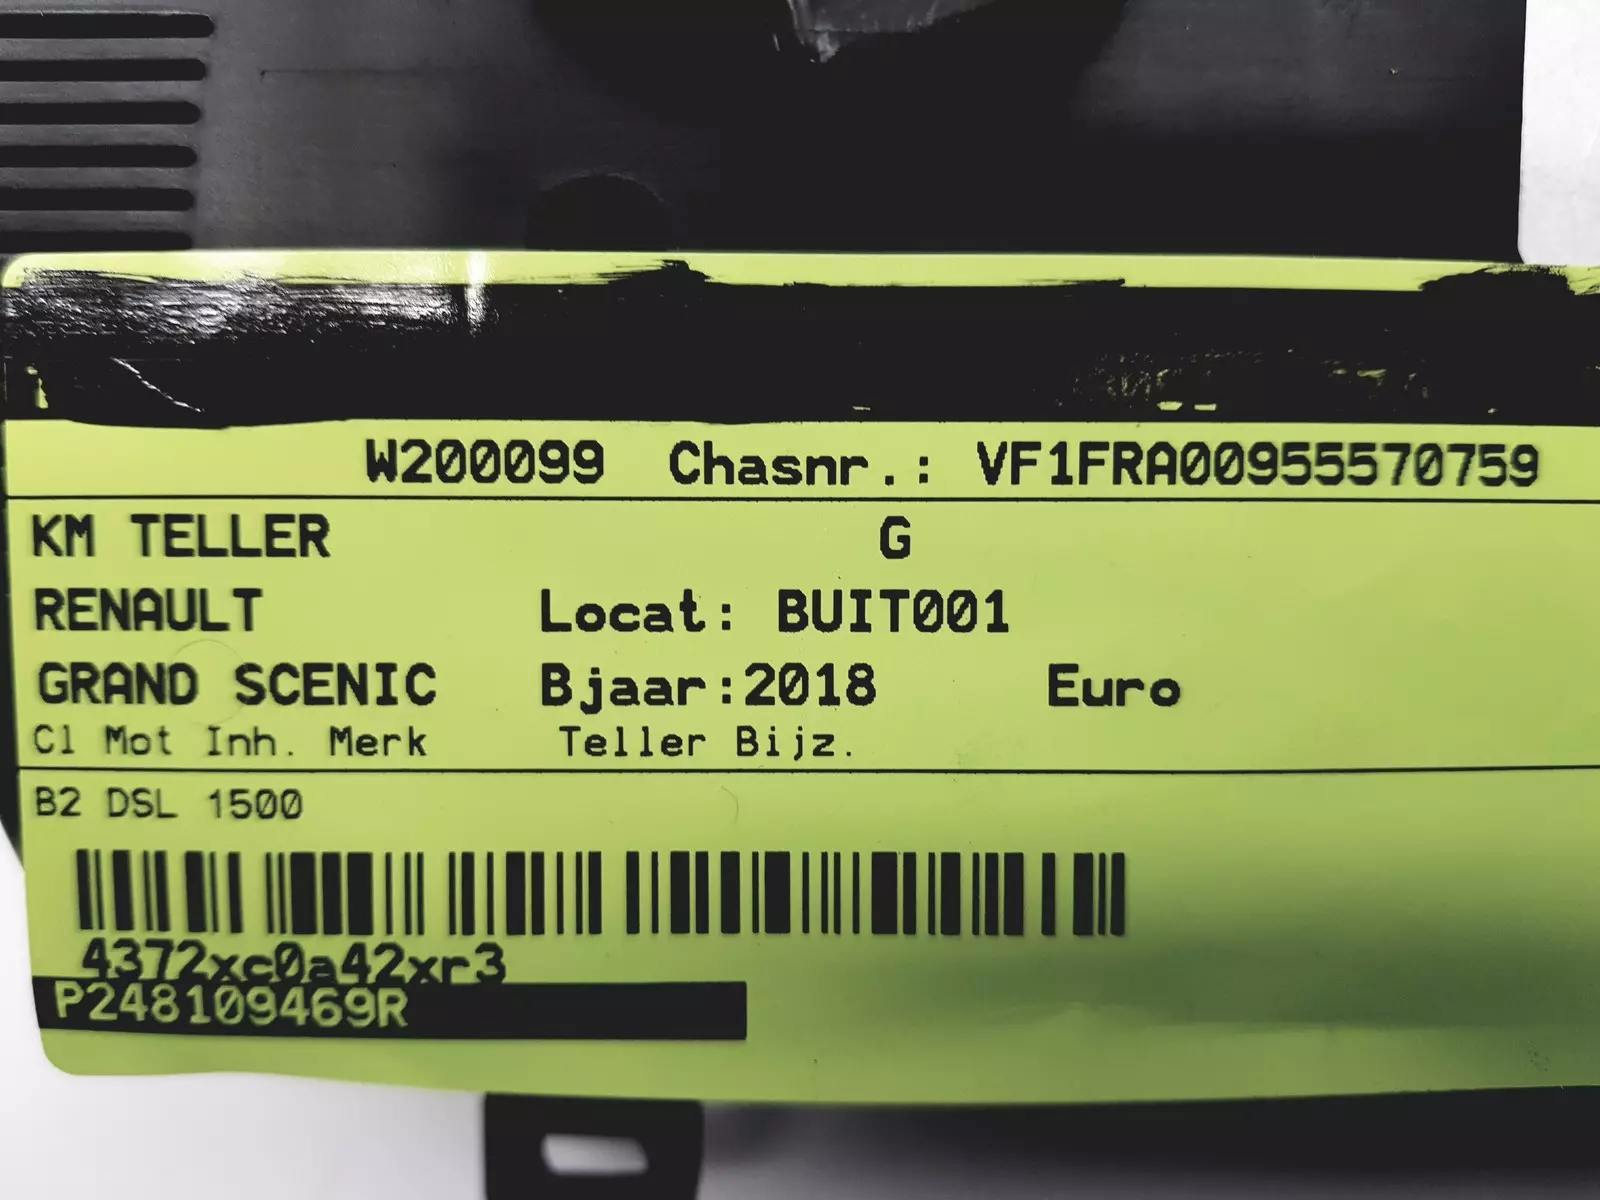 W200099 Chasnr.: VF1FRA00955570759
KM TELLER G
RENAULT Locat: BUIT001
GRAND SCENIC Bjaar:2018 Euro
Cl Mot Inh. Merk Teller Bijz.
B2 DSL 1500
4372xc0a42xr3
P248109469R